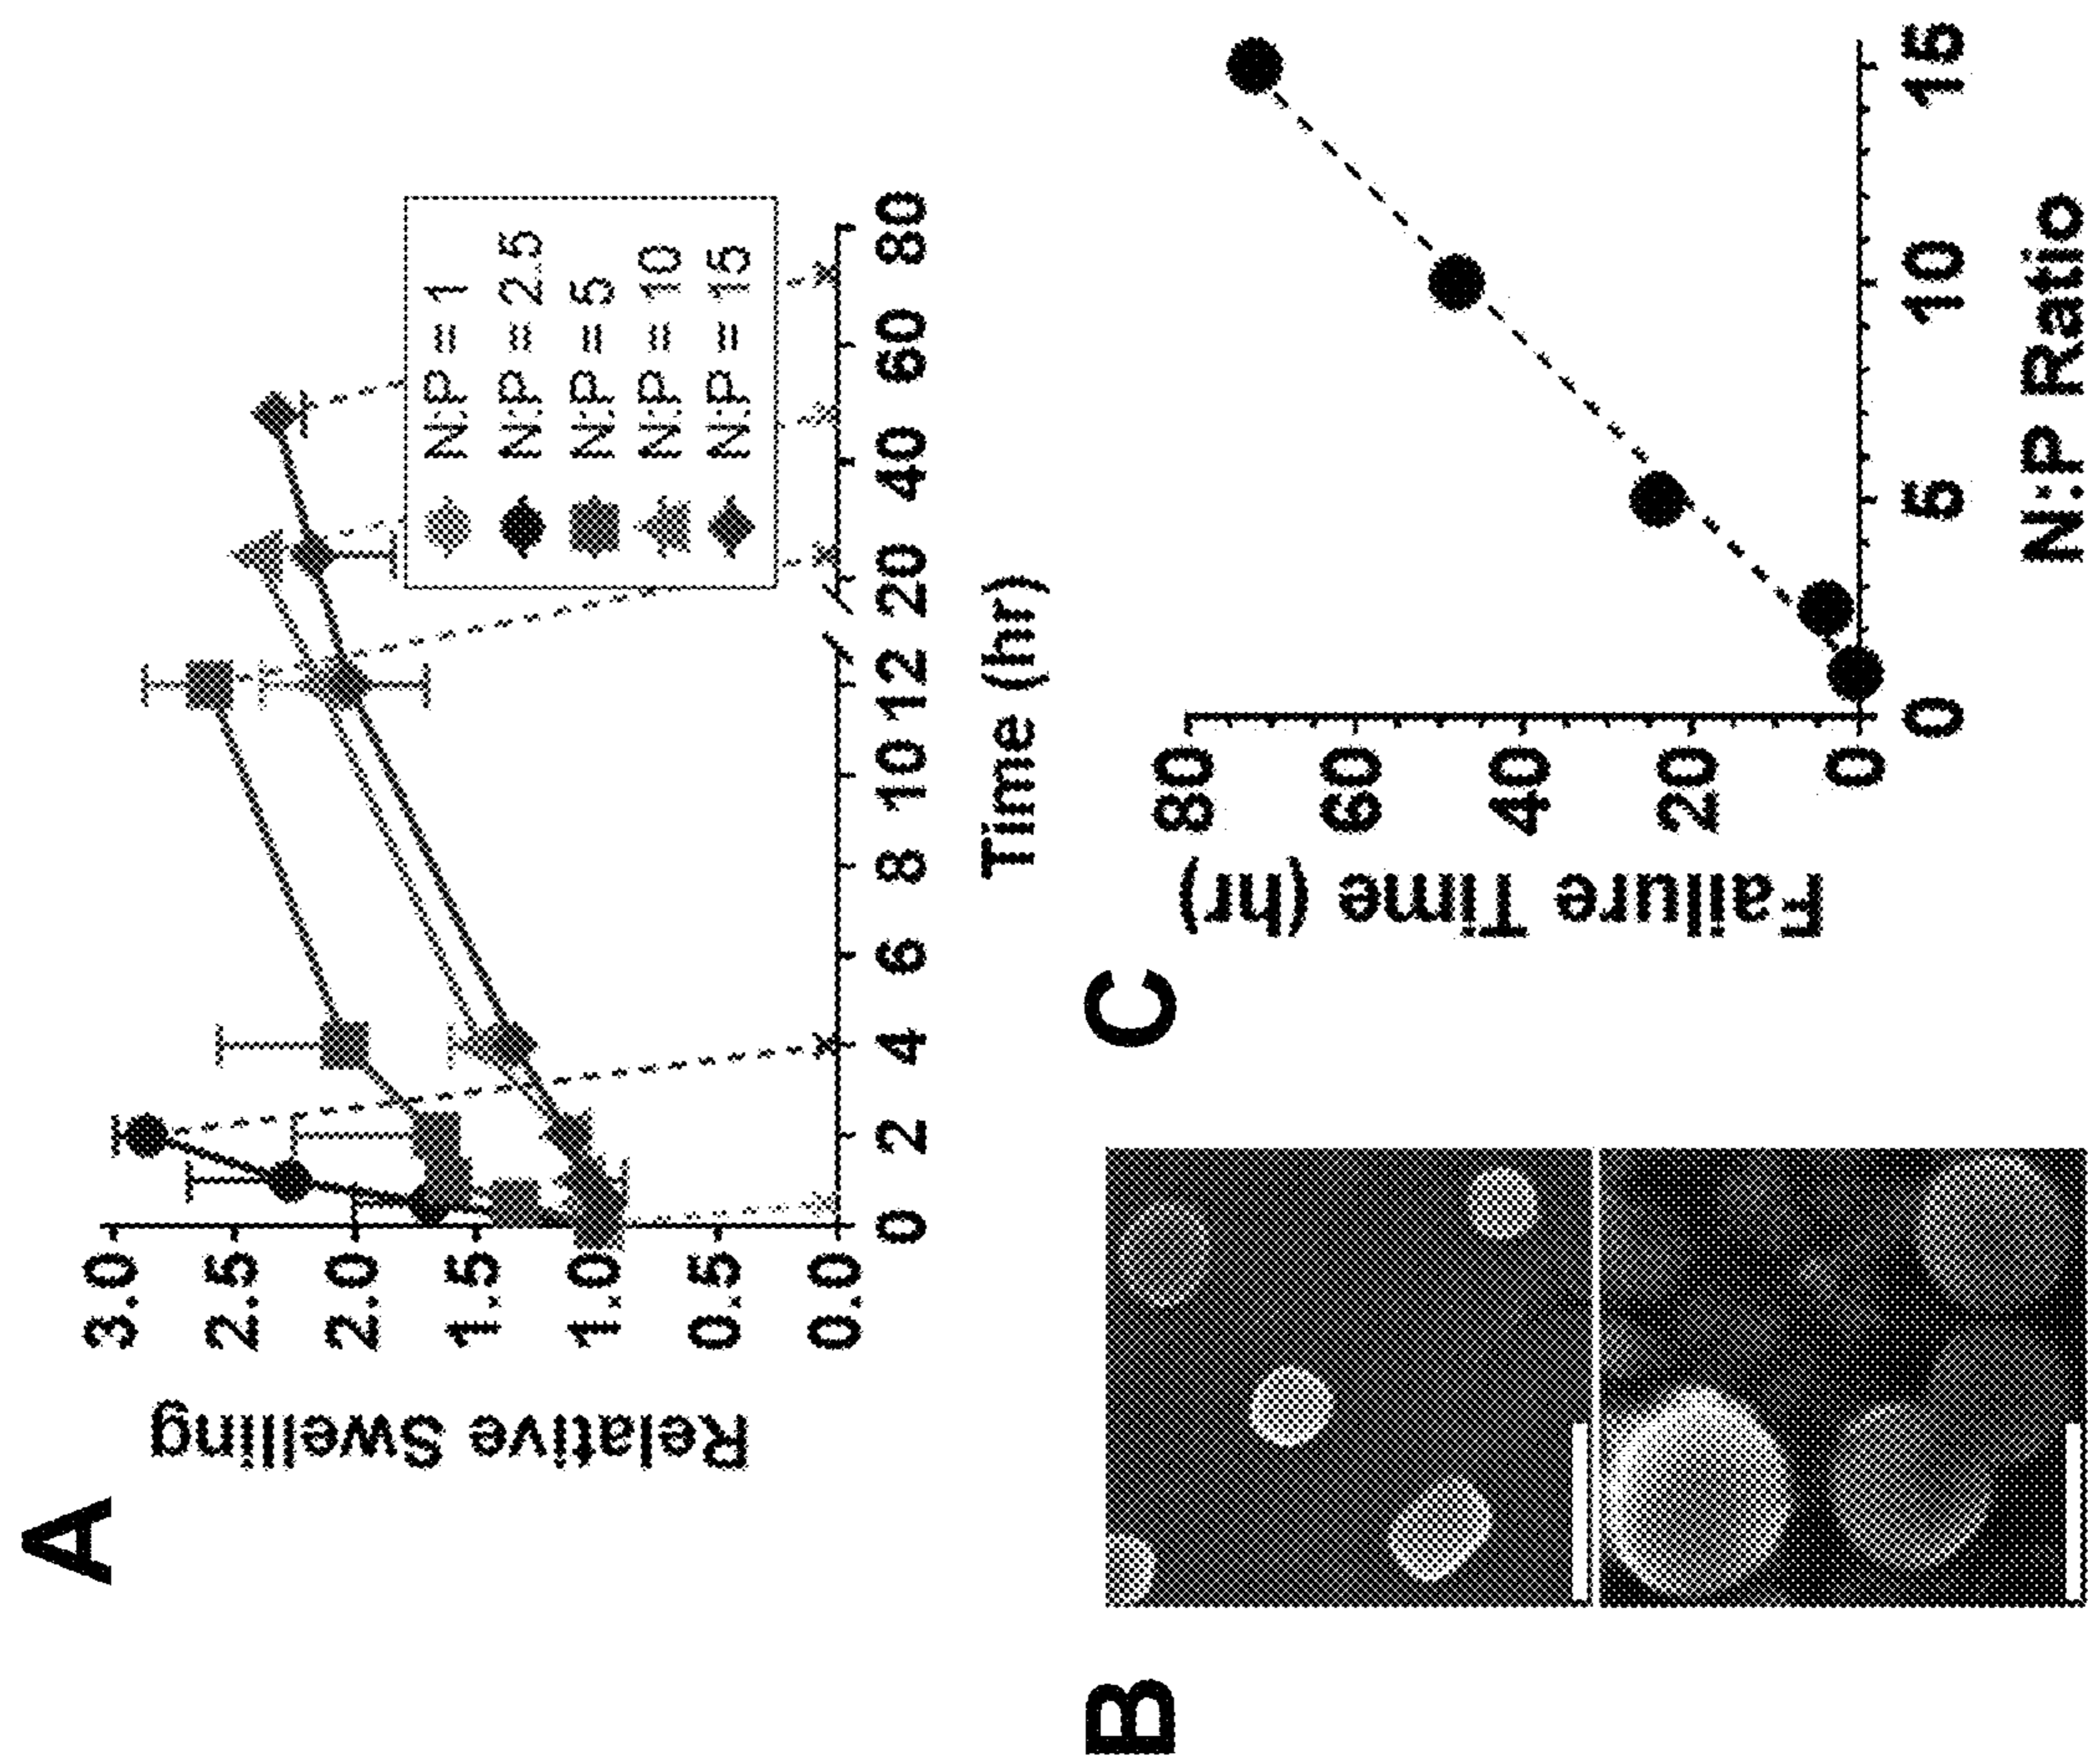 A
Relative Swelling
3.0
2.5
2.0
1.5
1.0
0.5
0.0
0 2 4 6 8 10 12 20 40 60 80
Time (hr)
N:P = 1
N:P = 2.5
N:P = 5
N:P = 10
N:P = 15
B
C
Failure Time (hr)
80
60
40
20
0
0 5 10 15
N:P Ratio